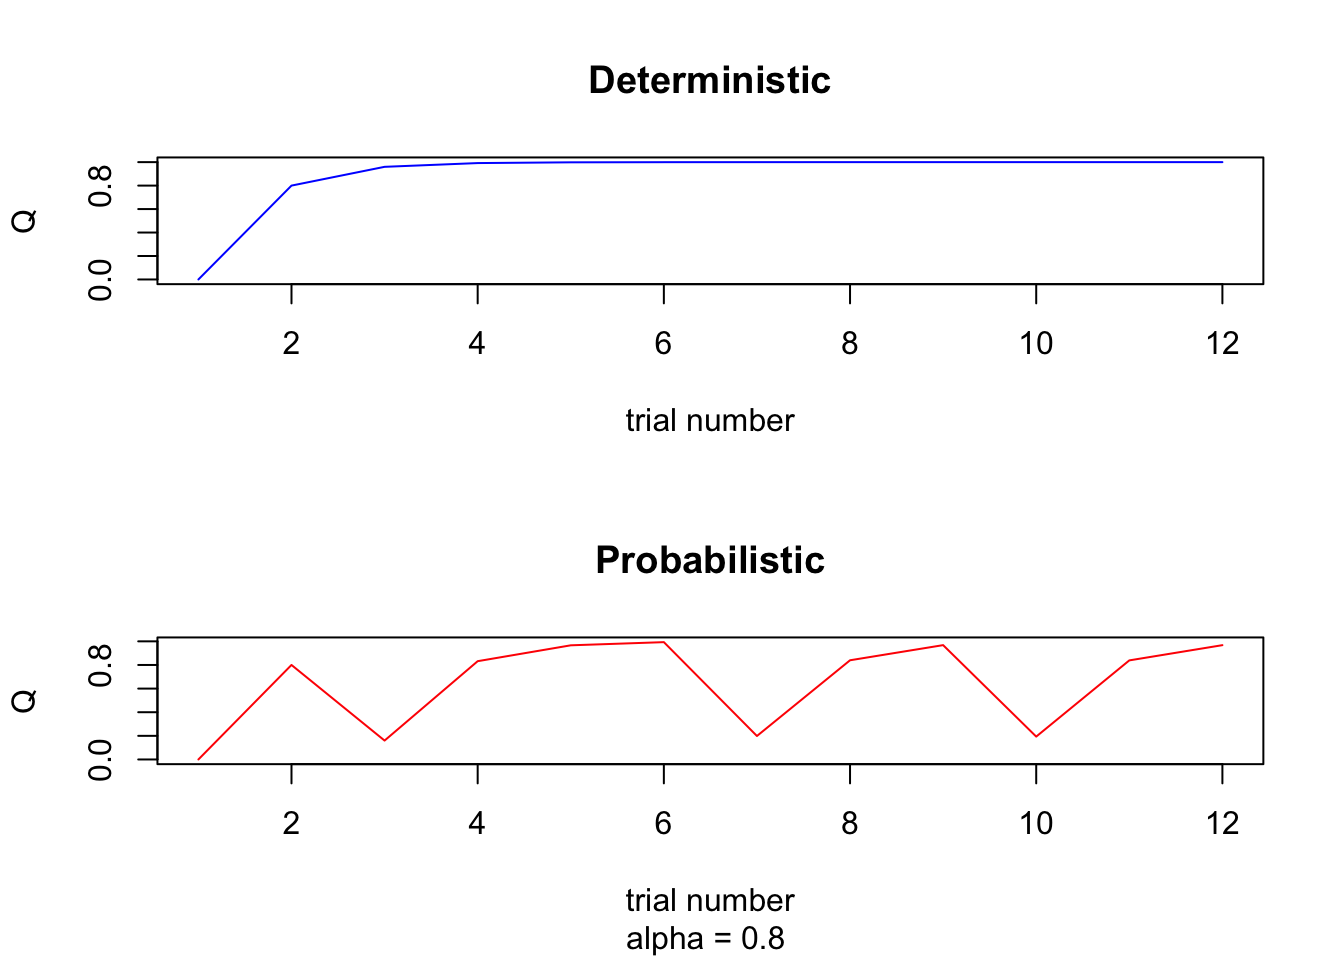 Deterministic
0.8
Q
0.0
2 4 6 8 10 12
trial number
Probabilistic
0.8
Q
0.0
2 4 6 8 10 12
trial number
alpha = 0.8